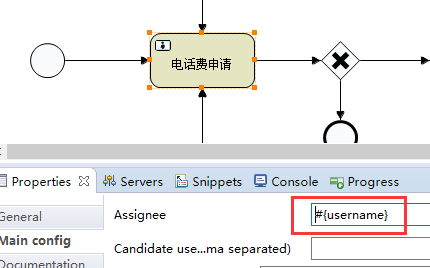 电话费申请
Properties
Servers
Snippets
Console
Progress
General
Main config
Documentation
Assignee
#{username}
Candidate use...ma separated)